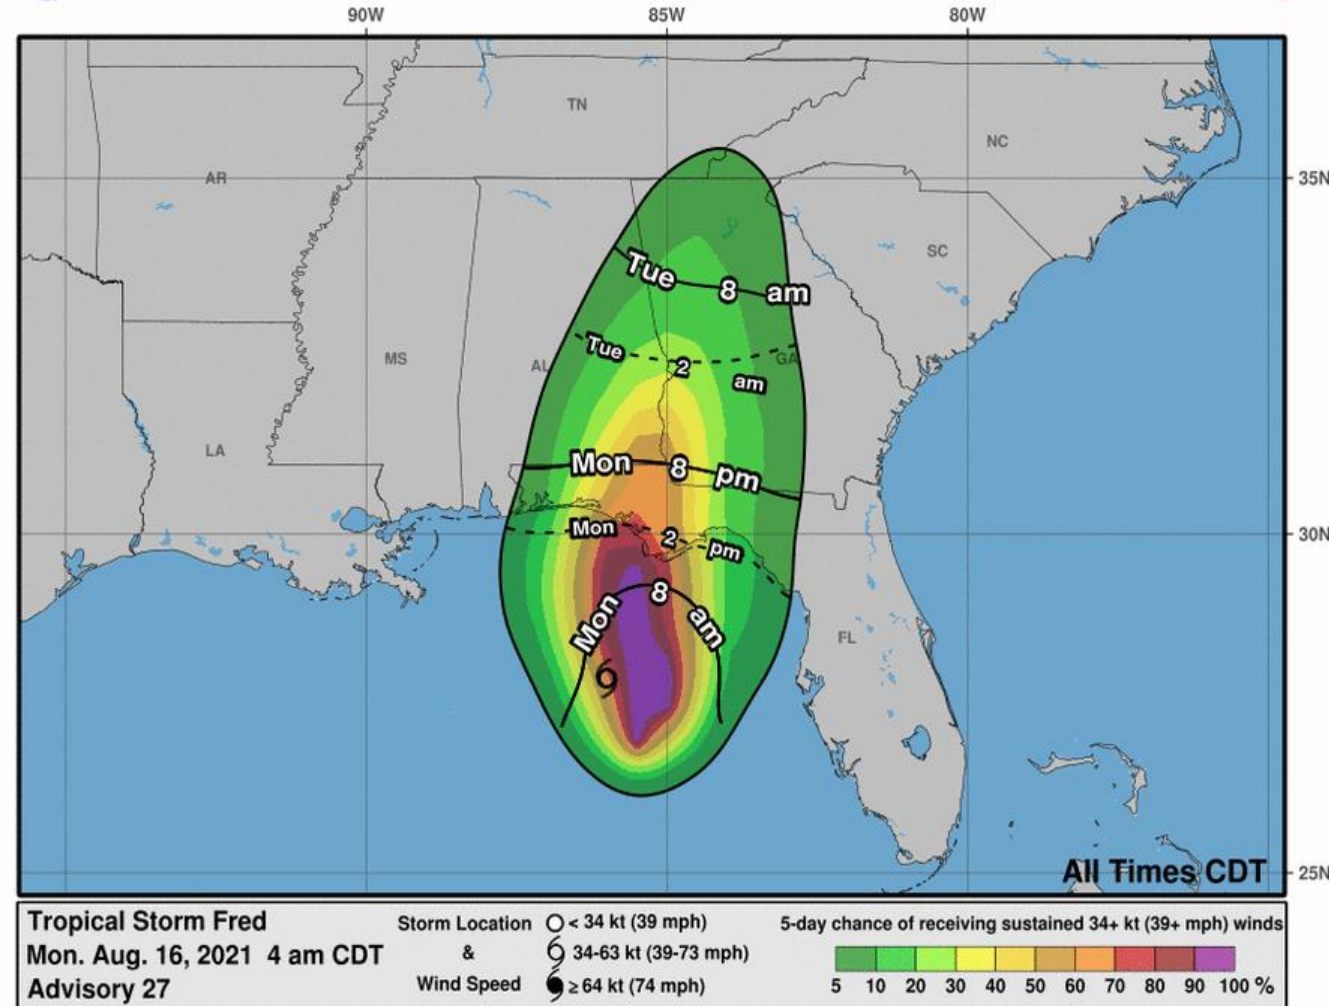 90W 85W 80W
TN
NC
AR
35N
SC
Tue 8 am
Tue 2 am
MS
AL
GA
LA
Mon 8 pm
Mon 2 pm
30N
Mon 8 am
FL
All Times CDT
25N
Tropical Storm Fred
Mon. Aug. 16, 2021 4 am CDT
Advisory 27
Storm Location
&
Wind Speed
< 34 kt (39 mph)
34-63 kt (39-73 mph)
≥ 64 kt (74 mph)
5-day chance of receiving sustained 34+ kt (39+ mph) winds
5 10 20 30 40 50 60 70 80 90 100 %